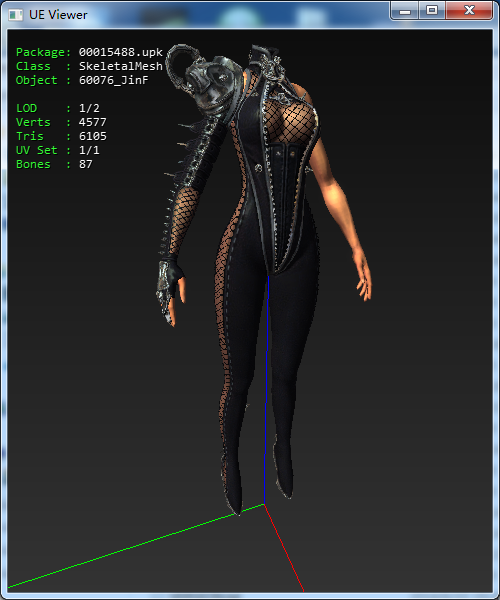 UE Viewer
Package: 00015488.upk
Class : SkeletalMesh
Object : 60076_JinF
LOD : 1/2
Verts : 4577
Tris : 6105
UV Set : 1/1
Bones : 87